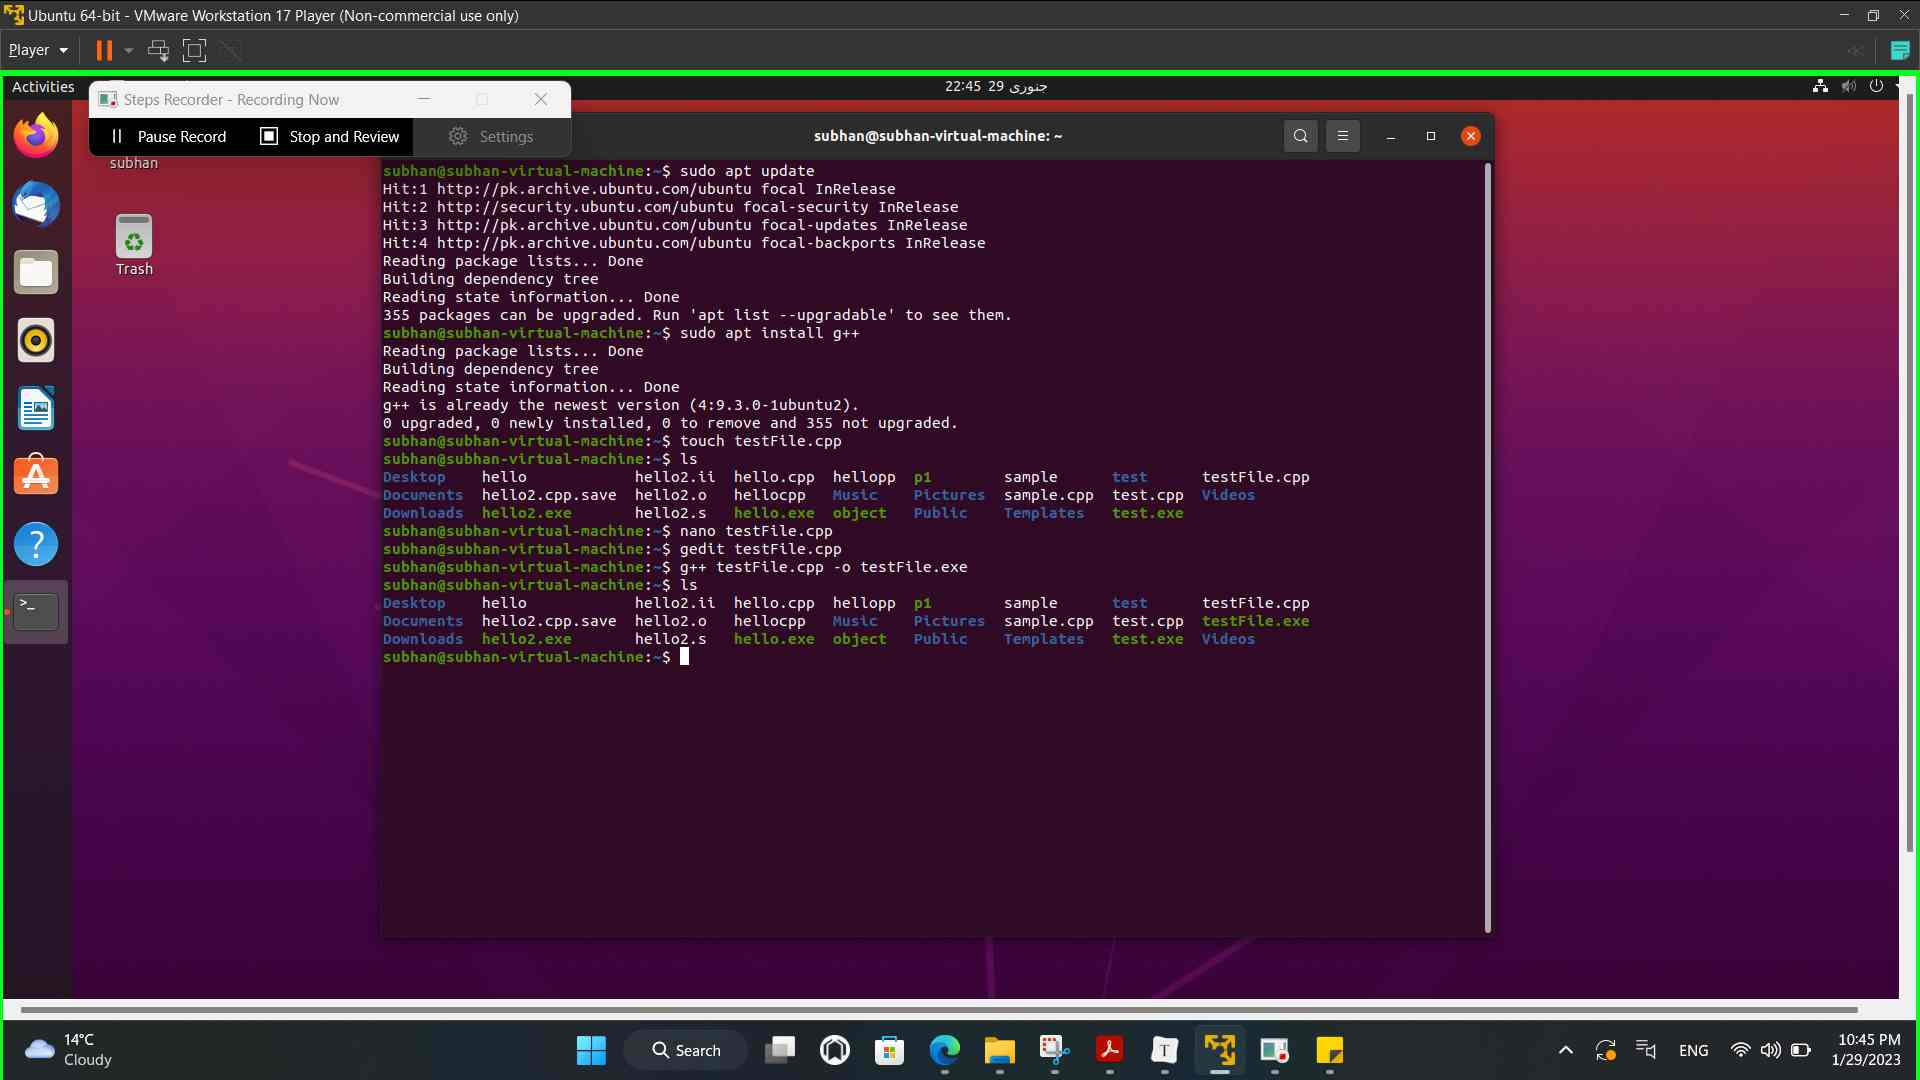 Ubuntu 64-bit - VMware Workstation 17 Player (Non-commercial use only)
Player
Activities
22:45 29 جنوری
Steps Recorder - Recording Now
Pause Record
Stop and Review
Settings
subhan
Trash
subhan@subhan-virtual-machine: ~
subhan@subhan-virtual-machine:~$ sudo apt update
Hit:1 http://pk.archive.ubuntu.com/ubuntu focal InRelease
Hit:2 http://security.ubuntu.com/ubuntu focal-security InRelease
Hit:3 http://pk.archive.ubuntu.com/ubuntu focal-updates InRelease
Hit:4 http://pk.archive.ubuntu.com/ubuntu focal-backports InRelease
Reading package lists... Done
Building dependency tree
Reading state information... Done
355 packages can be upgraded. Run 'apt list --upgradable' to see them.
subhan@subhan-virtual-machine:~$ sudo apt install g++
Reading package lists... Done
Building dependency tree
Reading state information... Done
g++ is already the newest version (4:9.3.0-1ubuntu2).
0 upgraded, 0 newly installed, 0 to remove and 355 not upgraded.
subhan@subhan-virtual-machine:~$ touch testFile.cpp
subhan@subhan-virtual-machine:~$ ls
Desktop hello hello2.ii hello.cpp hellopp p1 sample test testFile.cpp
Documents hello2.cpp.save hello2.o hellocpp Music Pictures sample.cpp test.cpp Videos
Downloads hello2.exe hello2.s hello.exe object Public Templates test.exe
subhan@subhan-virtual-machine:~$ nano testFile.cpp
subhan@subhan-virtual-machine:~$ gedit testFile.cpp
subhan@subhan-virtual-machine:~$ g++ testFile.cpp -o testFile.exe
subhan@subhan-virtual-machine:~$ ls
Desktop hello hello2.ii hello.cpp hellopp p1 sample test testFile.cpp
Documents hello2.cpp.save hello2.o hellocpp Music Pictures sample.cpp test.cpp testFile.exe
Downloads hello2.exe hello2.s hello.exe object Public Templates test.exe Videos
subhan@subhan-virtual-machine:~$
14°C
Cloudy
Search
ENG
10:45 PM
1/29/2023